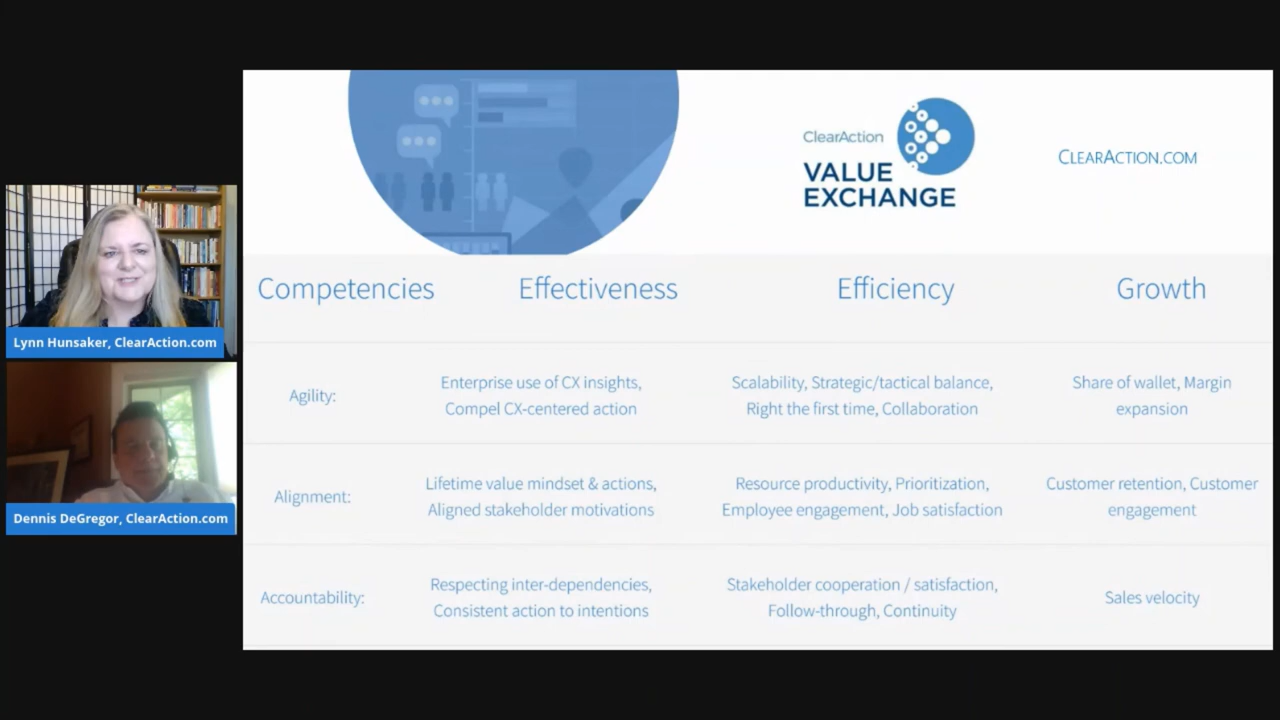 ClearAction
VALUE
EXCHANGE
CLEARACTION.COM
Competencies Effectiveness Efficiency Growth
Agility:
Enterprise use of CX insights,
Compel CX-centered action
Scalability, Strategic/tactical balance,
Right the first time, Collaboration
Share of wallet, Margin
expansion
Alignment:
Lifetime value mindset & actions,
Aligned stakeholder motivations
Resource productivity, Prioritization,
Employee engagement, Job satisfaction
Customer retention, Customer
engagement
Accountability:
Respecting inter-dependencies,
Consistent action to intentions
Stakeholder cooperation / satisfaction,
Follow-through, Continuity
Sales velocity
Lynn Hunsaker, ClearAction.com
Dennis DeGregor, ClearAction.com